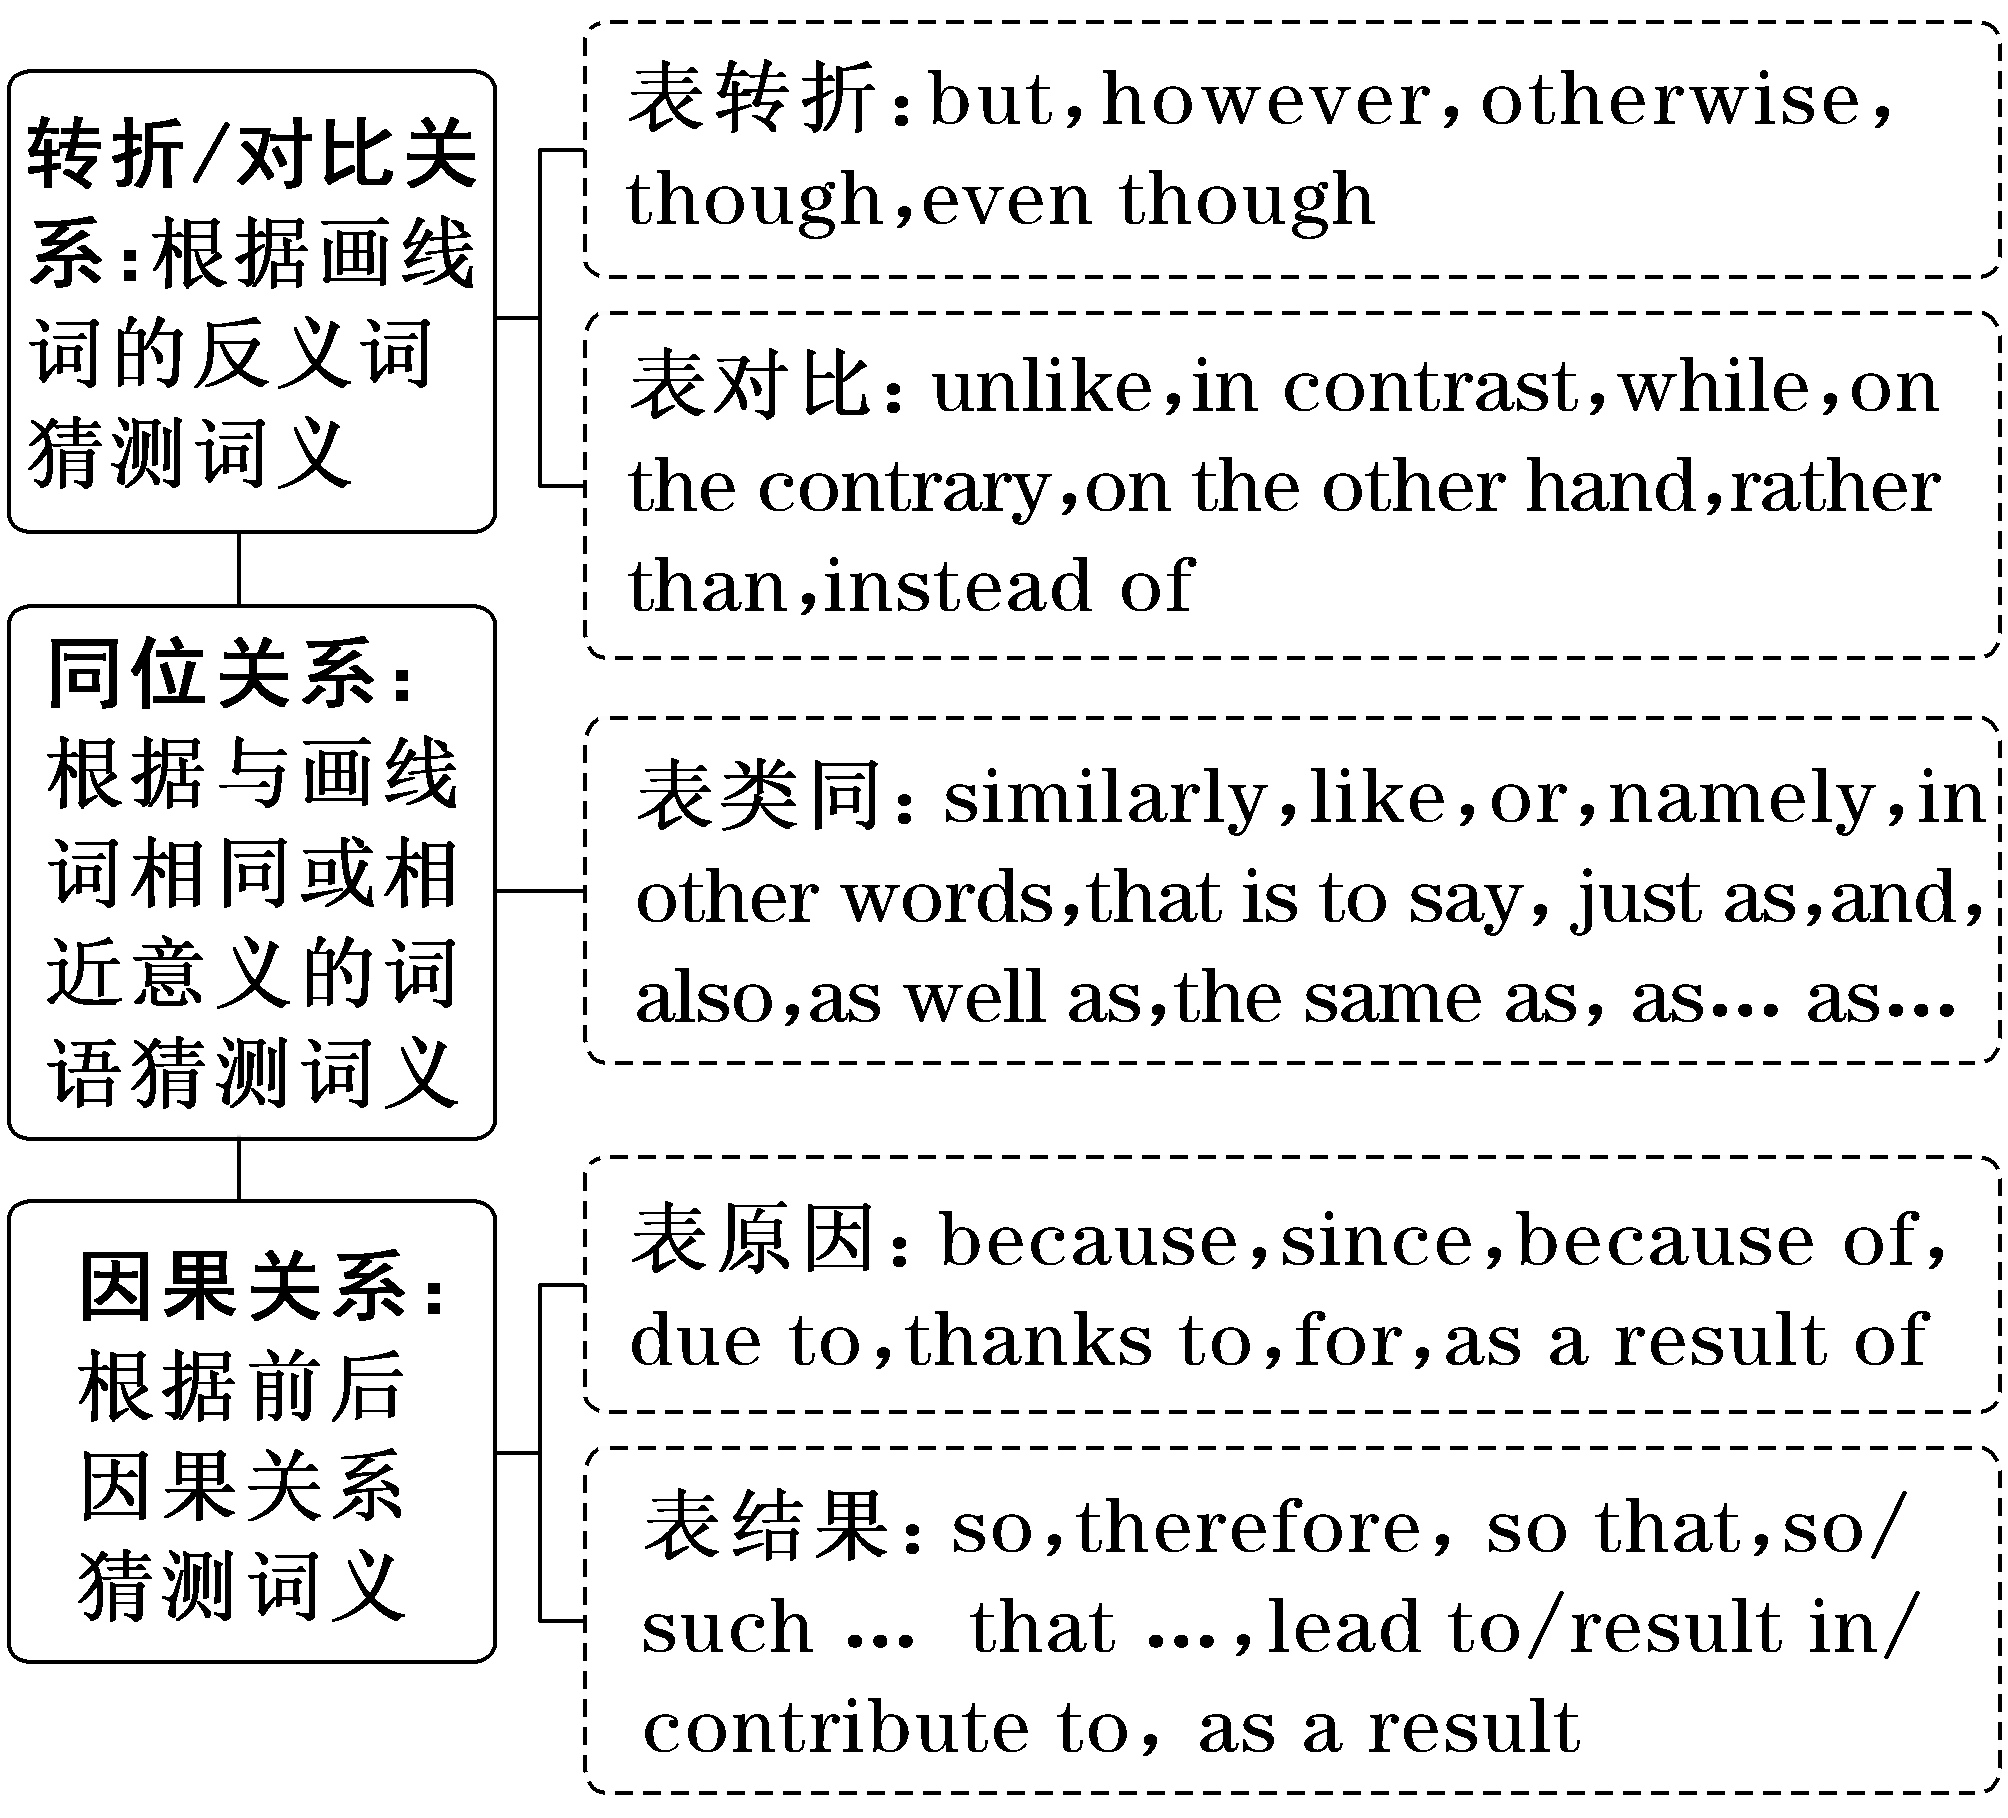 转折/对比关
系:根据画线
词的反义词
猜测词义
表转折:but,however,otherwise,
though,even though
表对比: unlike,in contrast,while,on
the contrary,on the other hand,rather
than,instead of
同位关系:
根据与画线
词相同或相
近意义的词
语猜测词义
表类同: similarly,like,or,namely,in
other words,that is to say, just as,and,
also,as well as,the same as, as… as…
因果关系:
根据前后
因果关系
猜测词义
表原因: because,since,because of,
due to,thanks to,for,as a result of
表结果: so,therefore, so that,so/
such … that …,lead to/result in/
contribute to, as a result